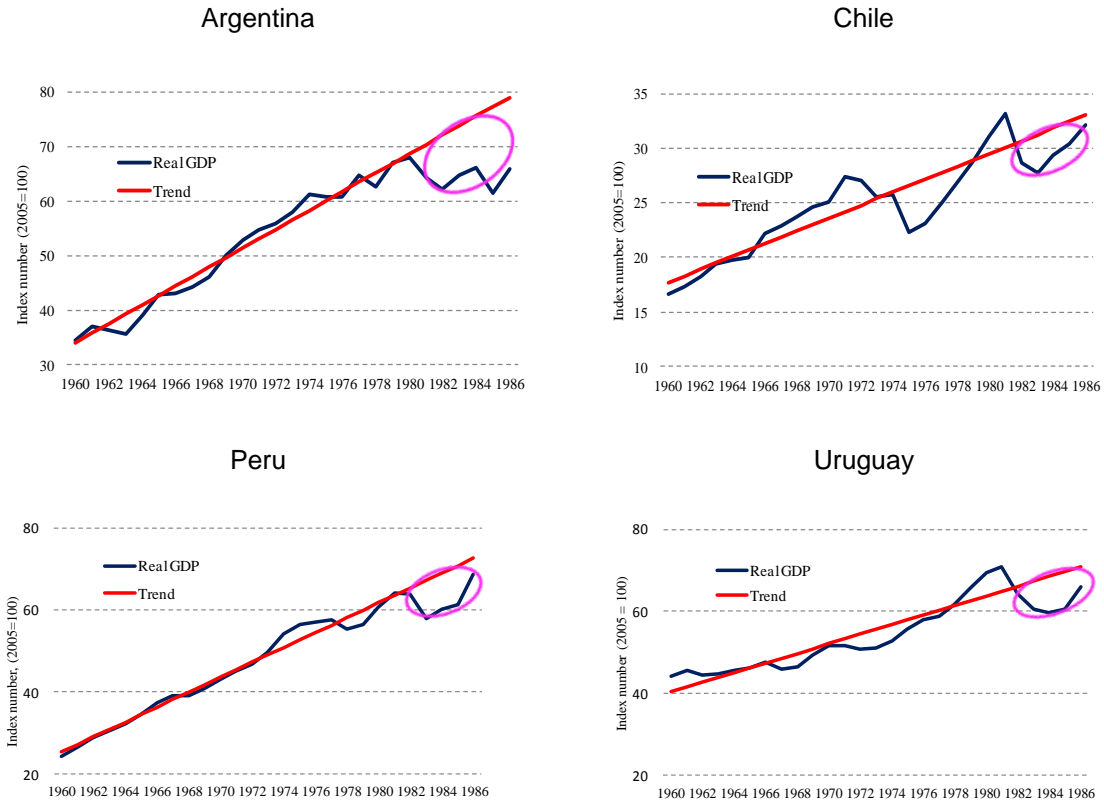 Argentina
Index number (2005=100)
80
70
60
50
40
30
Real GDP
Trend
1960 1962 1964 1966 1968 1970 1972 1974 1976 1978 1980 1982 1984 1986
Chile
Index number (2005=100)
35
30
25
20
15
10
Real GDP
Trend
1960 1962 1964 1966 1968 1970 1972 1974 1976 1978 1980 1982 1984 1986
Peru
Index number, (2005=100)
80
60
40
20
Real GDP
Trend
1960 1962 1964 1966 1968 1970 1972 1974 1976 1978 1980 1982 1984 1986
Uruguay
Index number (2005 = 100)
80
60
40
20
Real GDP
Trend
1960 1962 1964 1966 1968 1970 1972 1974 1976 1978 1980 1982 1984 1986